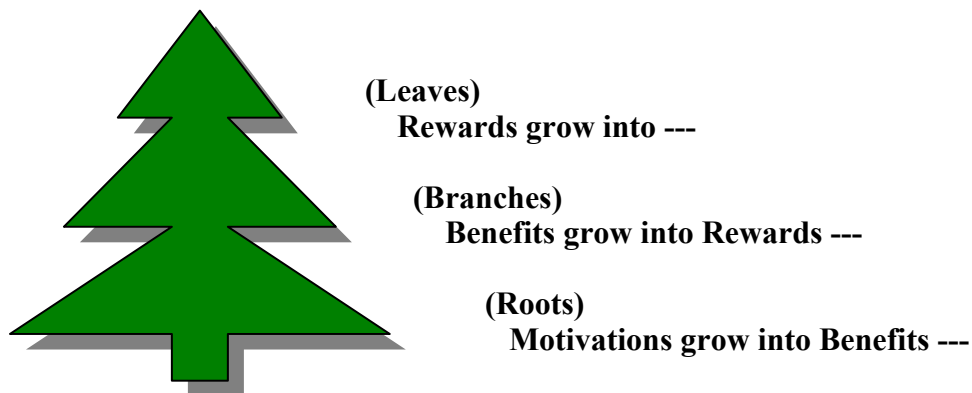 (Leaves)
Rewards grow into ---
(Branches)
Benefits grow into Rewards ---
(Roots)
Motivations grow into Benefits ---